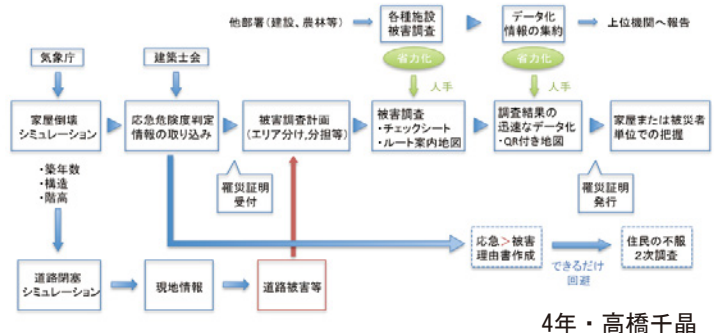 他部署(建設、農林等)
各種施設
被害調査
データ化
情報の集約
上位機関へ報告
気象庁
建築士会
省力化
人手
省力化
人手
家屋倒壊
シミュレーション
応急危険度判定
情報の取り込み
被害調査計画
(エリア分け,分担等)
被害調査
・チェックシート
・ルート案内地図
調査結果の
迅速なデータ化
・QR付き地図
家屋または被災者
単位での把握
・築年数
・構造
・階高
罹災証明
受付
罹災証明
発行
応急＞被害
理由書作成
できるだけ
回避
住民の不服
2次調査
道路閉塞
シミュレーション
現地情報
道路被害等
4年・高橋千晶